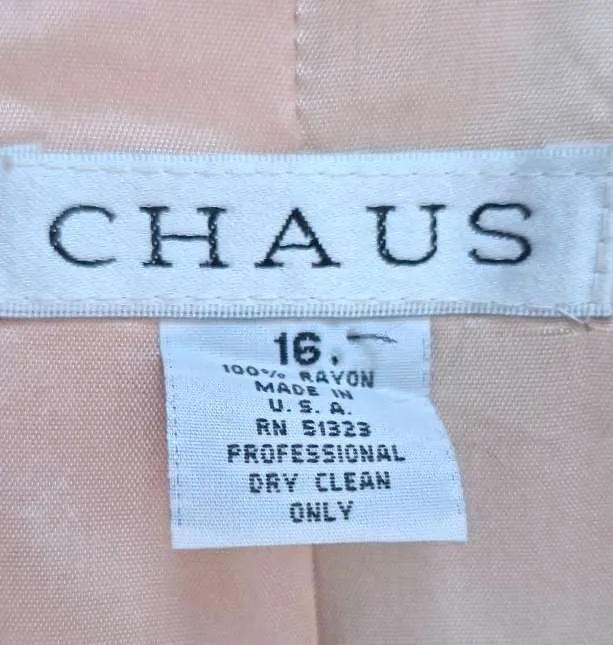 CHAUS
16.
100% RAYON
MADE IN
U.S.A.
RN 51323
PROFESSIONAL
DRY CLEAN
ONLY